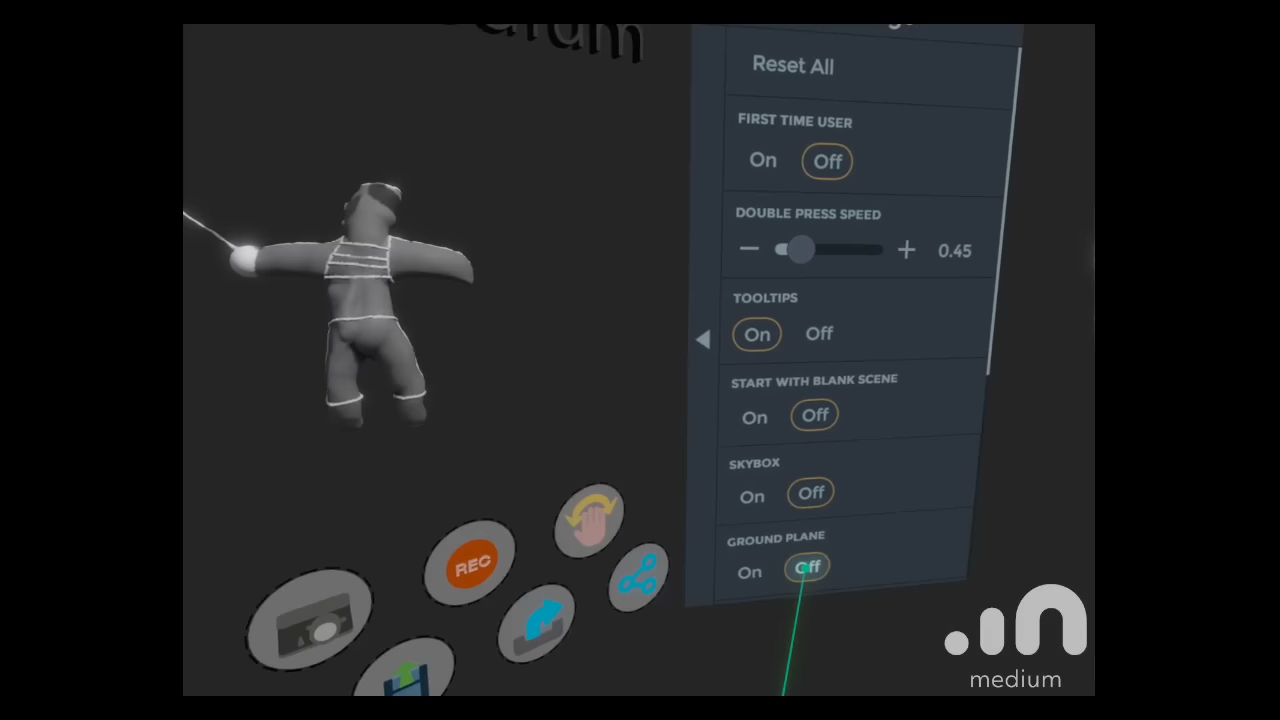 Reset All
FIRST TIME USER
On Off
DOUBLE PRESS SPEED
0.45
TOOLTIPS
On Off
START WITH BLANK SCENE
On Off
SKYBOX
On Off
GROUND PLANE
On Off
REC
medium